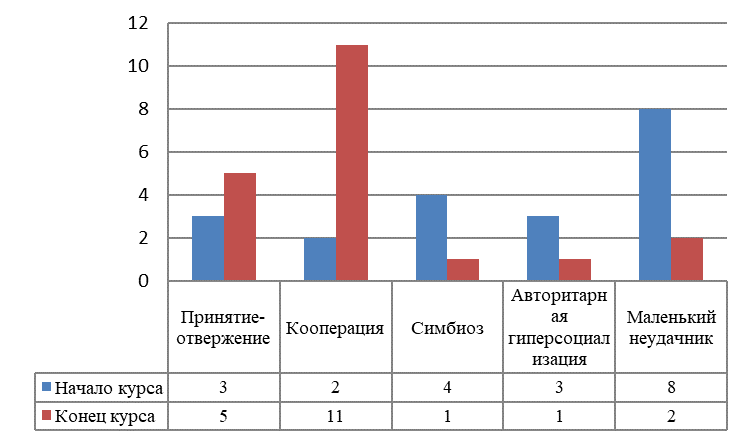 12
10
8
6
4
2
0
Принятие-
отвержение
Кооперация
Симбиоз
Авторитарн
ая
гиперсоциал
изация
Маленький
неудачник
Начало курса 3 2 4 3 8
Конец курса 5 11 1 1 2